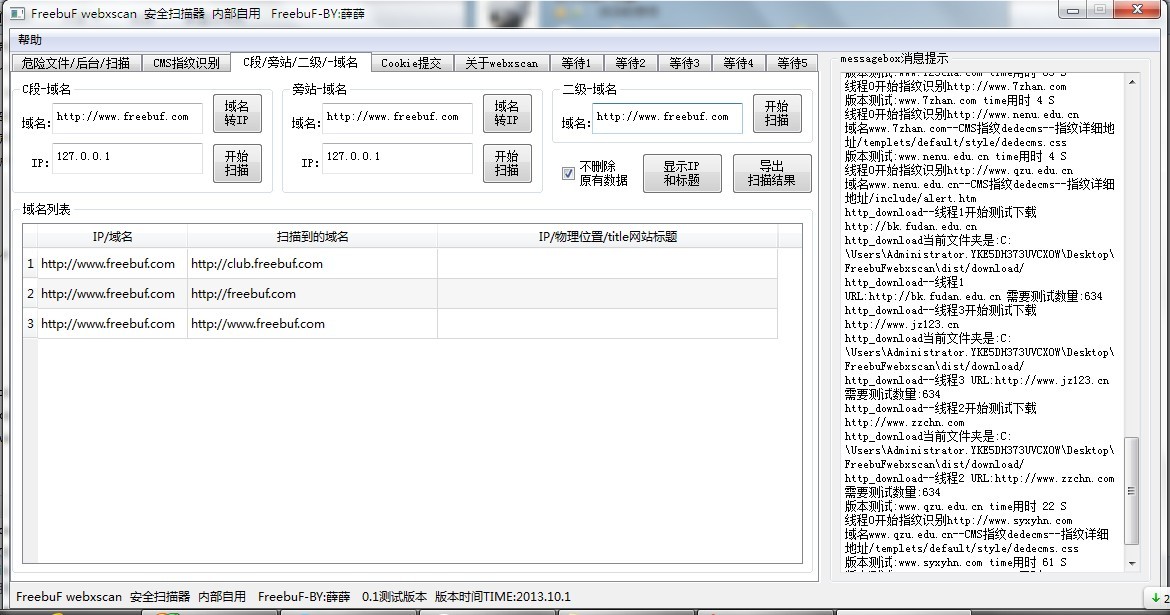 FreebuF webxscan 安全扫描器 内部自用 FreebuF-BY:薛薛
帮助
危险文件/后台/扫描
CMS指纹识别
C段/旁站/二级/-域名
Cookie提交
关于webxscan
等待1
等待2
等待3
等待4
等待5
C段-域名
域名:
http://www.freebuf.com
域名
转IP
IP:
127.0.0.1
开始
扫描
旁站-域名
域名:
http://www.freebuf.com
域名
转IP
IP:
127.0.0.1
开始
扫描
二级-域名
域名:
http://www.freebuf.com
开始
扫描
不删除
原有数据
显示IP
和标题
导出
扫描结果
域名列表
IP/域名 扫描到的域名 IP/物理位置/title网站标题
1 http://www.freebuf.com http://club.freebuf.com
2 http://www.freebuf.com http://freebuf.com
3 http://www.freebuf.com http://www.freebuf.com
messagebox消息提示
线程0开始指纹识别http://www.7zhan.com
版本测试:www.7zhan.com time用时 4 S
线程0开始指纹识别http://www.nenu.edu.cn
域名www.7zhan.com--CMS指纹dedecms--指纹详细地
址/templets/default/style/dedecms.css
版本测试:www.nenu.edu.cn time用时 4 S
线程0开始指纹识别http://www.qzu.edu.cn
域名www.nenu.edu.cn--CMS指纹dedecms--指纹详细
地址/include/alert.htm
http_download--线程1开始测试下载
http://bk.fudan.edu.cn
http_download当前文件夹是:C:
\Users\Administrator.YKE5DH373UVCXOW\Desktop\
FreebuFwebxscan\dist/download/
http_download--线程1
URL:http://bk.fudan.edu.cn 需要测试数量:634
http_download--线程3开始测试下载
http://www.jz123.cn
http_download当前文件夹是:C:
\Users\Administrator.YKE5DH373UVCXOW\Desktop\
FreebuFwebxscan\dist/download/
http_download--线程3 URL:http://www.jz123.cn
需要测试数量:634
http_download--线程2开始测试下载
http://www.zzchn.com
http_download当前文件夹是:C:
\Users\Administrator.YKE5DH373UVCXOW\Desktop\
FreebuFwebxscan\dist/download/
http_download--线程2 URL:http://www.zzchn.com
需要测试数量:634
版本测试:www.qzu.edu.cn time用时 22 S
线程0开始指纹识别http://www.syxyhn.com
域名www.qzu.edu.cn--CMS指纹dedecms--指纹详细
地址/templets/default/style/dedecms.css
版本测试:www.syxyhn.com time用时 61 S
FreebuF webxscan 安全扫描器 内部自用 FreebuF-BY:薛薛 0.1测试版本 版本时间TIME:2013.10.1
2